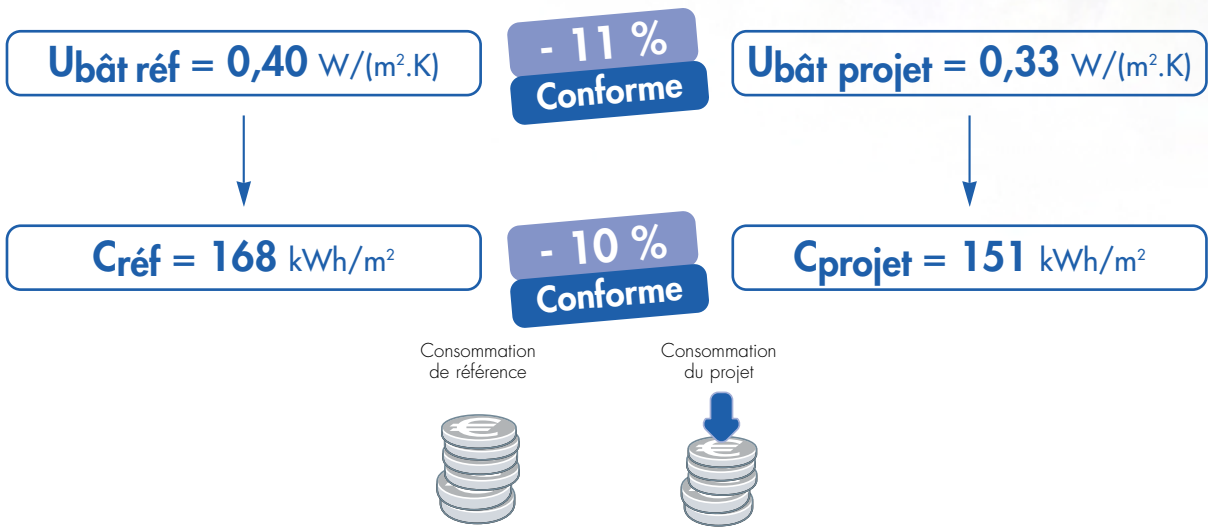 Ubât réf = 0,40 W/(m².K)
- 11 %
Conforme
Ubât projet = 0,33 W/(m².K)
Créf = 168 kWh/m²
- 10 %
Conforme
Cprojet = 151 kWh/m²
Consommation
de référence
Consommation
du projet
€
€